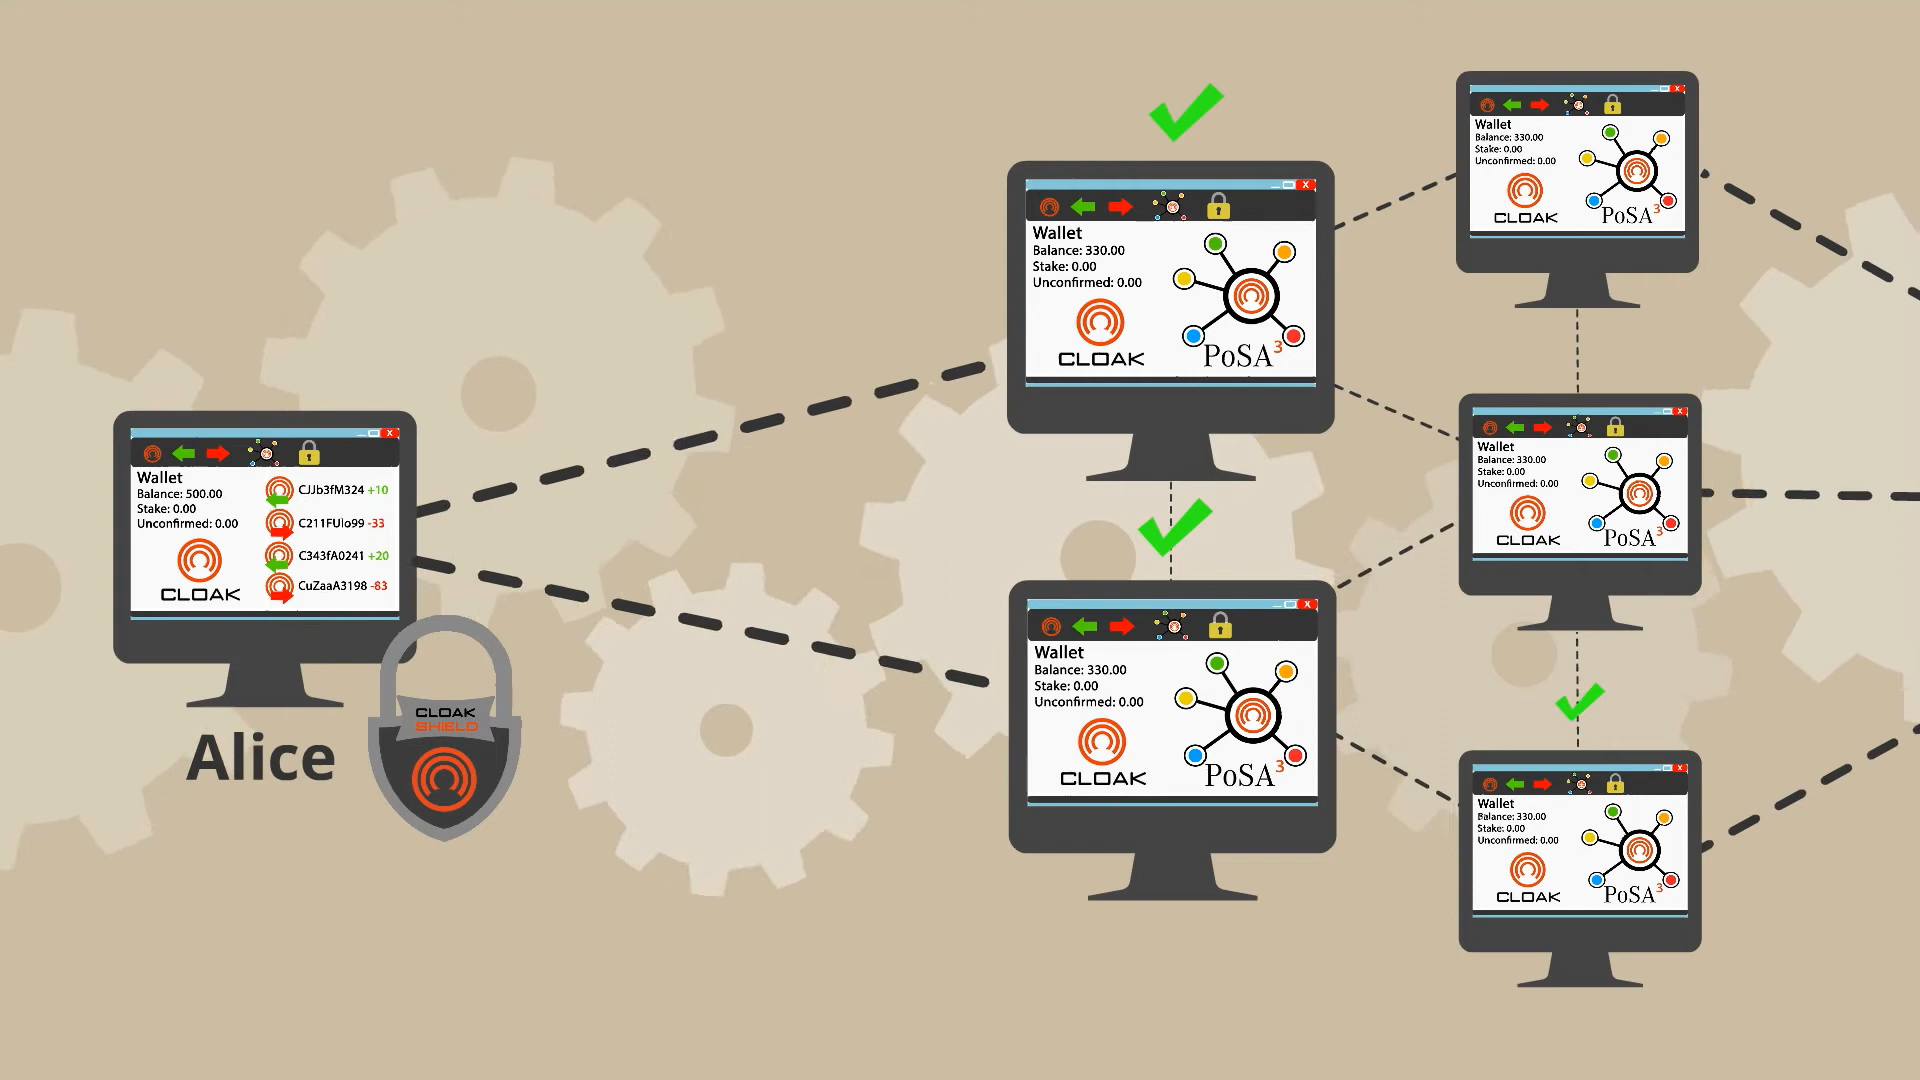 Wallet
Balance: 500.00
Stake: 0.00
Unconfirmed: 0.00
CLOAK
CJJb3fM324 +10
C211FUlo99 -33
C343fA0241 +20
CuZaaA3198 -83
Alice
CLOAK
SHIELD
X
Wallet
Balance: 330.00
Stake: 0.00
Unconfirmed: 0.00
CLOAK
PoSA3
X
Wallet
Balance: 330.00
Stake: 0.00
Unconfirmed: 0.00
CLOAK
PoSA3
X
Wallet
Balance: 330.00
Stake: 0.00
Unconfirmed: 0.00
CLOAK
PoSA3
X
Wallet
Balance: 330.00
Stake: 0.00
Unconfirmed: 0.00
CLOAK
PoSA3
X
Wallet
Balance: 330.00
Stake: 0.00
Unconfirmed: 0.00
CLOAK
PoSA3
X